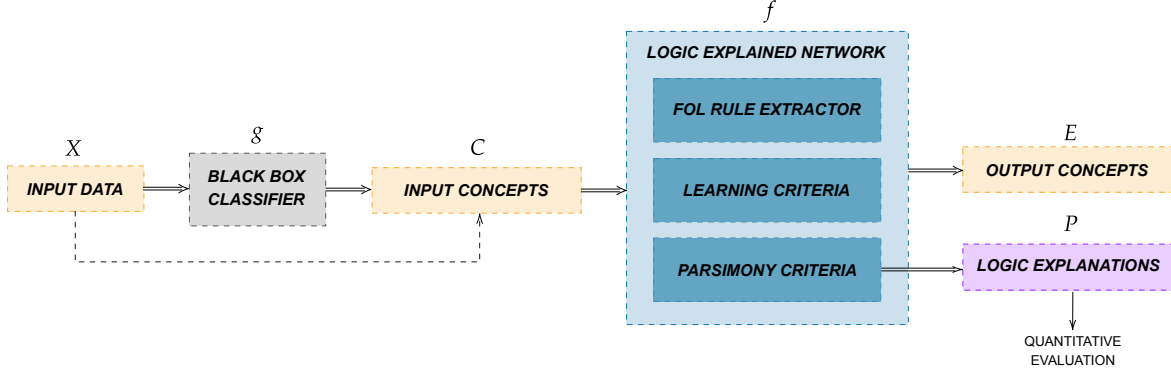 f
LOGIC EXPLAINED NETWORK
FOL RULE EXTRACTOR
X
INPUT DATA
g
BLACK BOX
CLASSIFIER
C
INPUT CONCEPTS
LEARNING CRITERIA
PARSIMONY CRITERIA
E
OUTPUT CONCEPTS
P
LOGIC EXPLANATIONS
QUANTITATIVE
EVALUATION